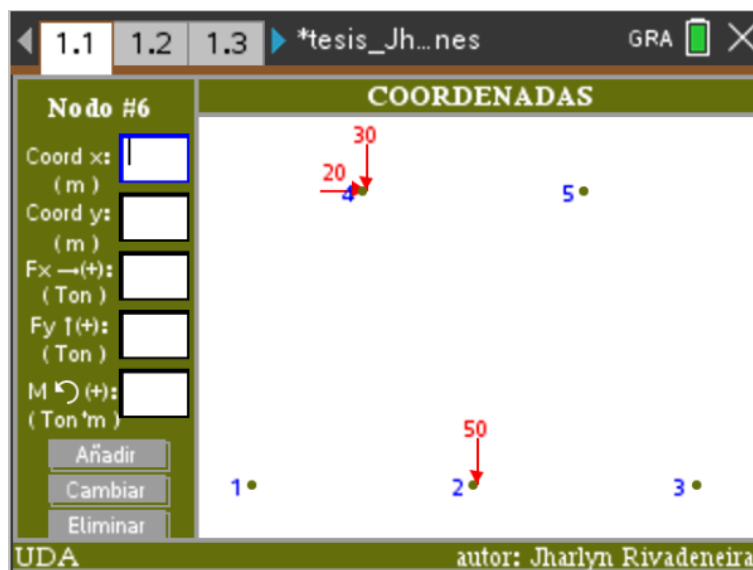 1.1 1.2 1.3 *tesis_Jh...nes GRA
Nodo #6
Coord x:
(m)
Coord y:
(m)
Fx →(+):
(Ton)
Fy ↑(+):
(Ton)
M ↶ (+):
(Ton*m)
Añadir
Cambiar
Eliminar
COORDENADAS
30
20
4
5
50
1
2
3
UDA
autor: Jharlyn Rivadeneira